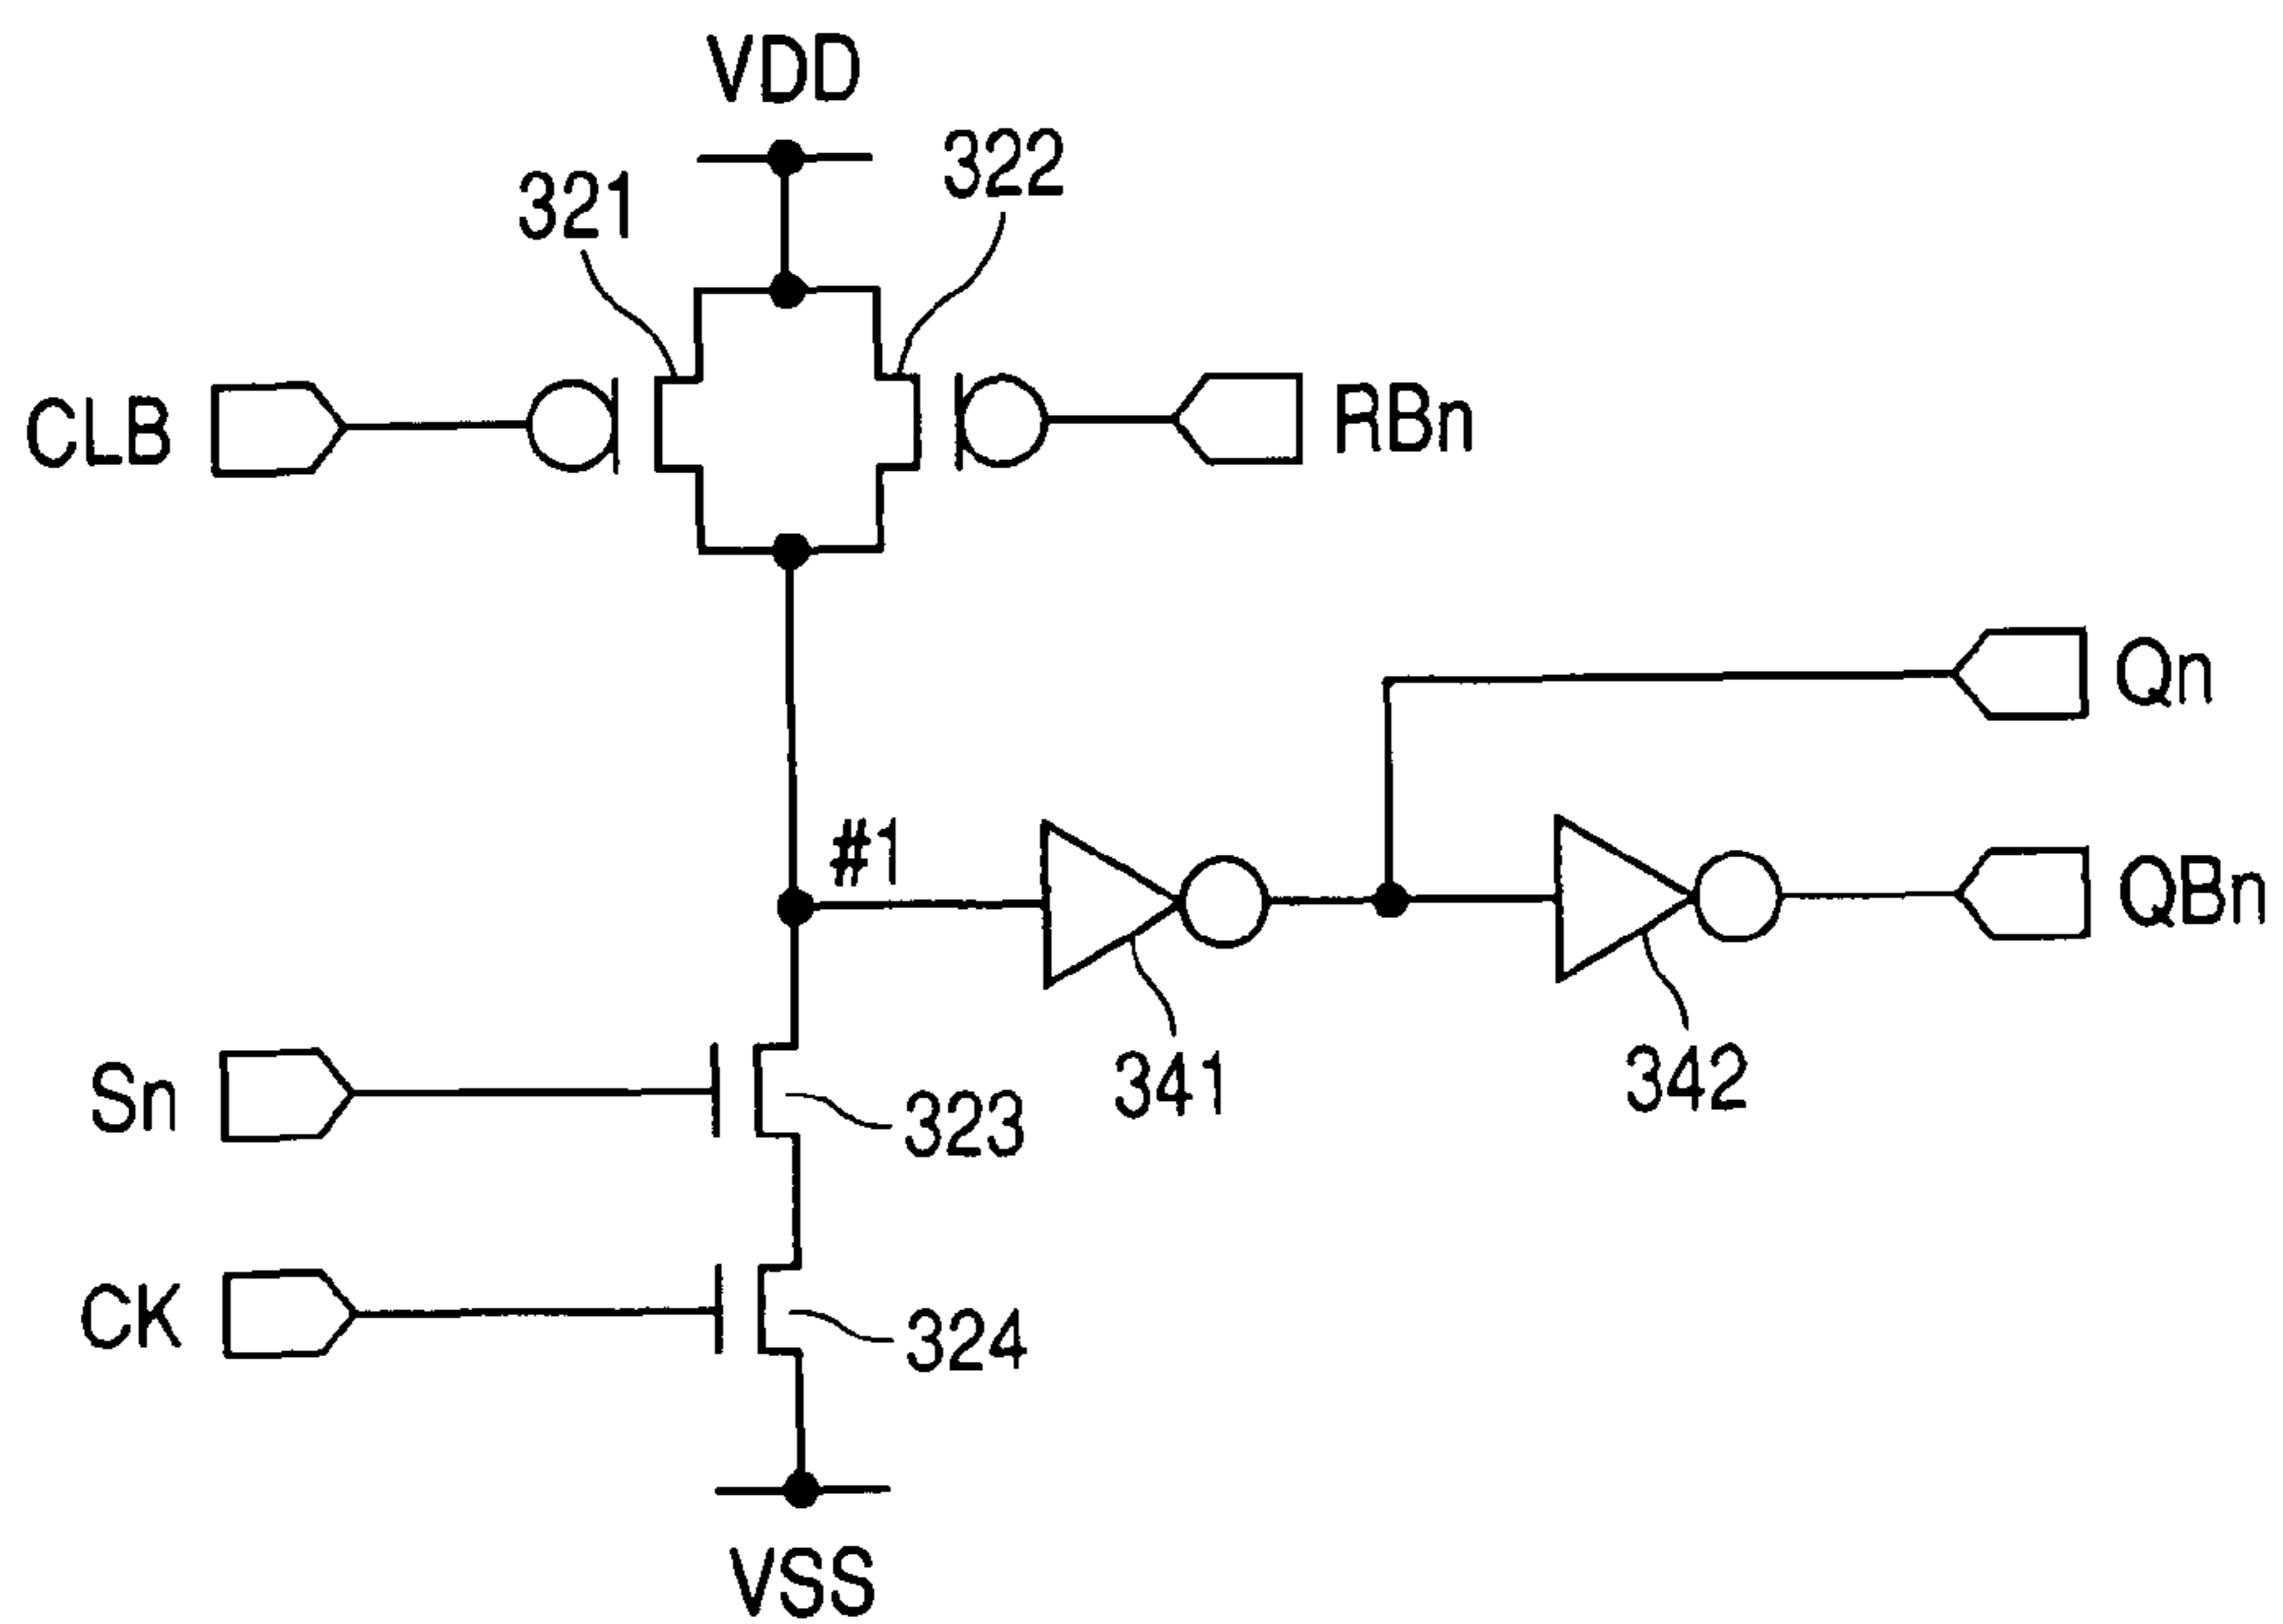 VDD
322
321
CLB
RBn
Qn
#1
QBn
341
342
Sn
323
CK
324
VSS